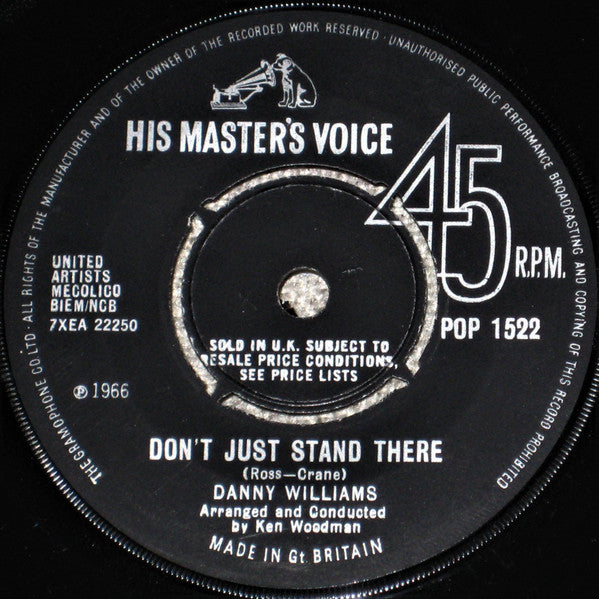 THE GRAMOPHONE CO. LTD · ALL RIGHTS OF THE MANUFACTURER AND OF THE OWNER OF THE RECORDED WORK RESERVED · UNAUTHORISED PUBLIC PERFORMANCE BROADCASTING AND COPYING OF THIS RECORD PROHIBITED
HIS MASTER'S VOICE
45
R.P.M.
UNITED
ARTISTS
MECOLICO
BIEM/NCB
7XEA 22250
POP 1522
SOLD IN U.K. SUBJECT TO
RESALE PRICE CONDITIONS,
SEE PRICE LISTS
℗ 1966
DON'T JUST STAND THERE
(Ross—Crane)
DANNY WILLIAMS
Arranged and Conducted
by Ken Woodman
MADE IN Gt. BRITAIN